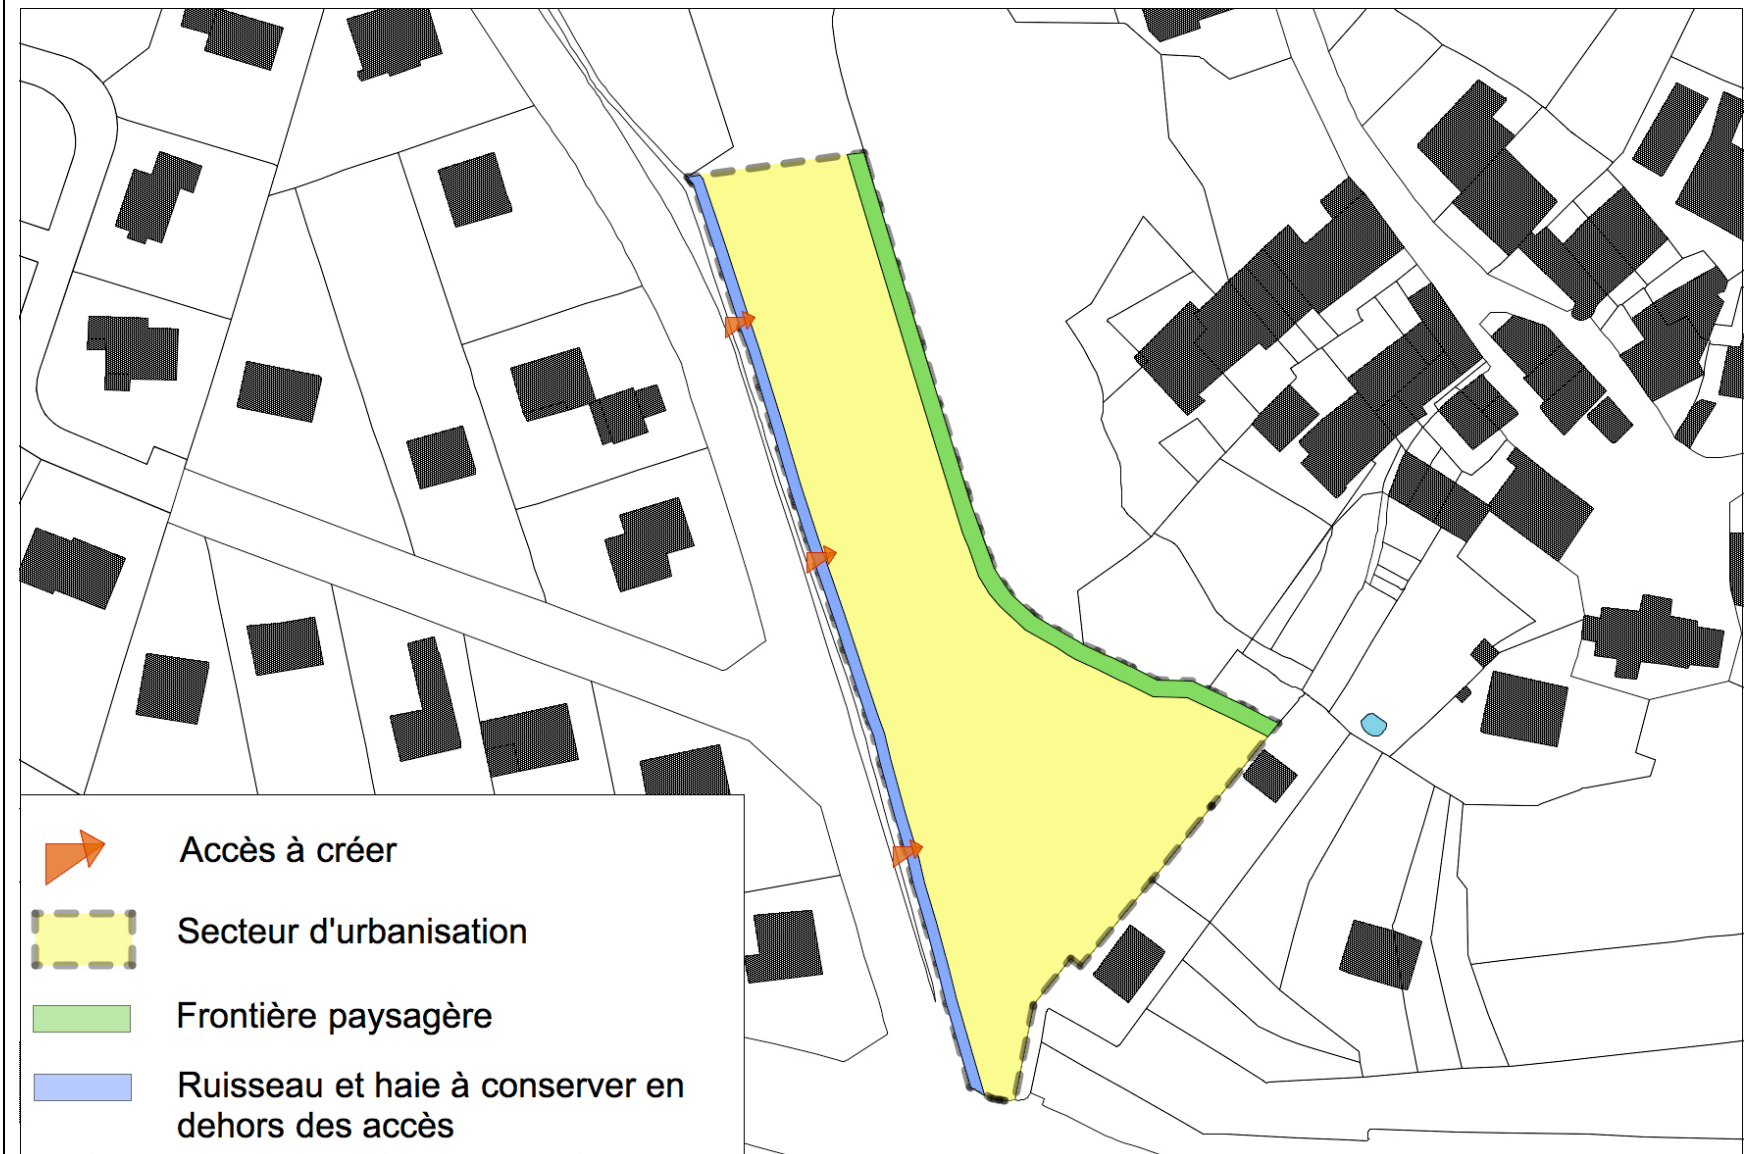 Accès à créer
Secteur d'urbanisation
Frontière paysagère
Ruisseau et haie à conserver en
dehors des accès